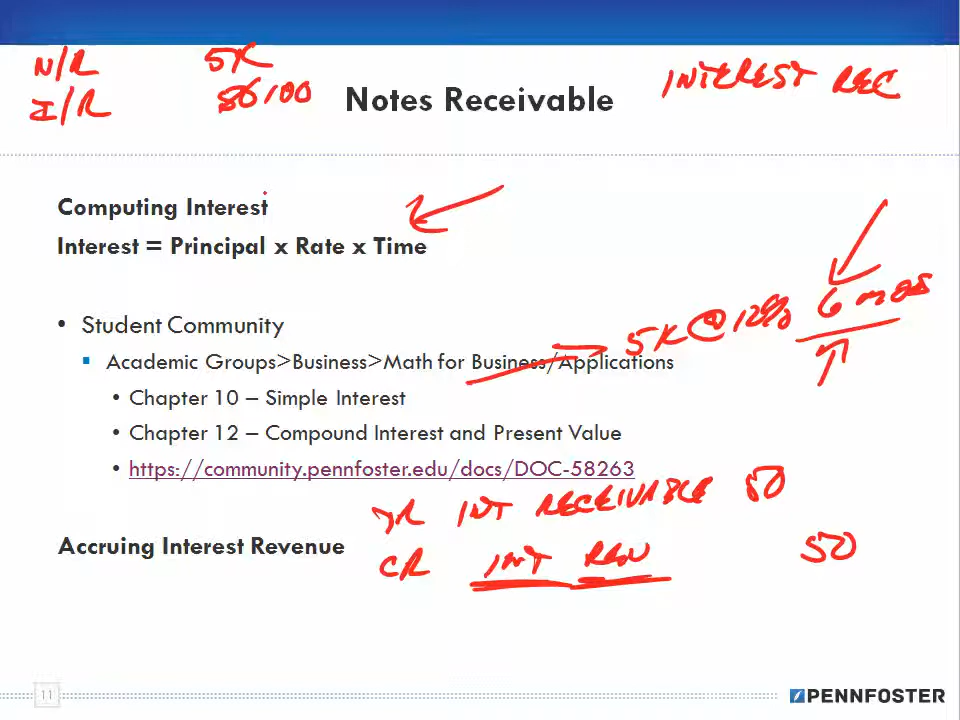 N/R 5K
I/R 50 100
INTEREST REC
Notes Receivable
Computing Interest
Interest = Principal x Rate x Time
5K @ 12% 6 mos
• Student Community
▪ Academic Groups>Business>Math for Business/Applications
• Chapter 10 – Simple Interest
• Chapter 12 – Compound Interest and Present Value
• https://community.pennfoster.edu/docs/DOC-58263
DR INT RECEIVABLE 50
Accruing Interest Revenue
CR INT REV 50
11
PENNFOSTER